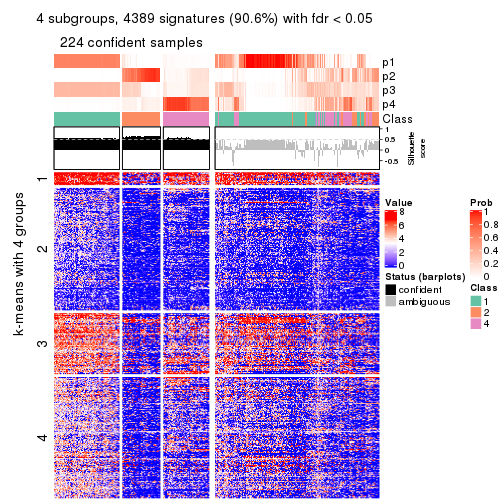 4 subgroups, 4389 signatures (90.6%) with fdr < 0.05
224 confident samples
p1
p2
p3
p4
Class
1
0.5
0
-0.5
Silhouette
score
k-means with 4 groups
1
2
3
4
Value
8
6
4
2
0
Status (barplots)
confident
ambiguous
Prob
1
0.8
0.6
0.4
0.2
0
Class
1
2
4